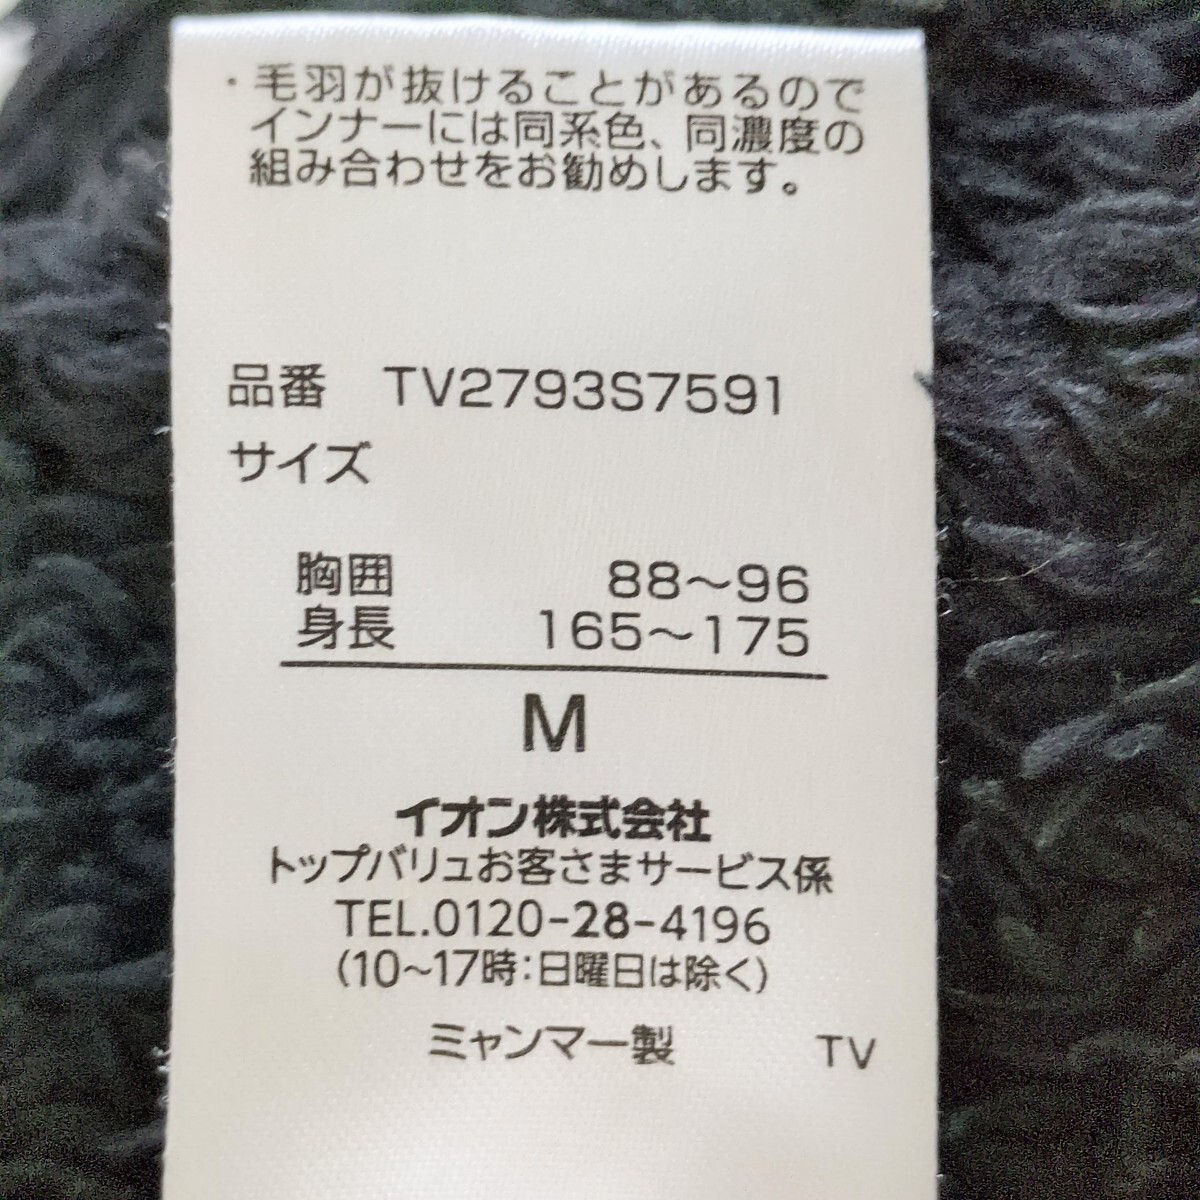 ・毛羽が抜けることがあるので
インナーには同系色、同濃度の
組み合わせをお勧めします。
品番 TV2793S7591
サイズ
胸囲 88〜96
身長 165〜175
M
イオン株式会社
トップバリュお客さまサービス係
TEL.0120-28-4196
(10〜17時:日曜日は除く)
ミャンマー製 TV